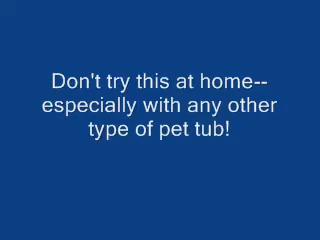 Don't try this at home--
especially with any other
type of pet tub!